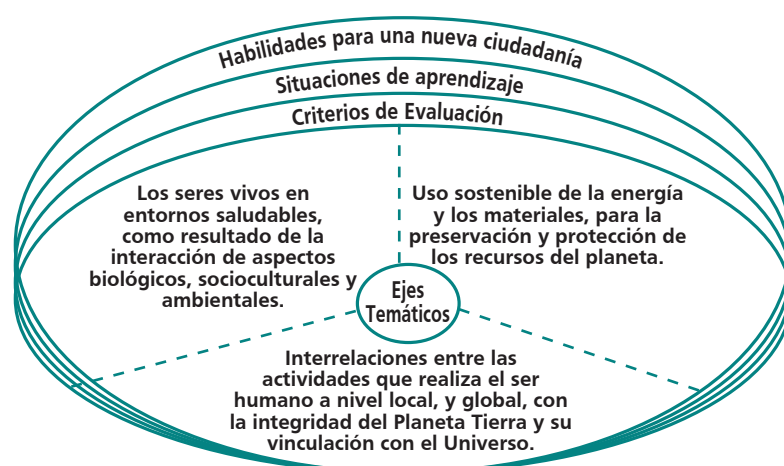 Habilidades para una nueva ciudadanía
Situaciones de aprendizaje
Criterios de Evaluación
Los seres vivos en
entornos saludables,
como resultado de la
interacción de aspectos
biológicos, socioculturales y
ambientales.
Uso sostenible de la energía
y los materiales, para la
preservación y protección de
los recursos del planeta.
Ejes
Temáticos
Interrelaciones entre las
actividades que realiza el ser
humano a nivel local, y global, con
la integridad del Planeta Tierra y su
vinculación con el Universo.